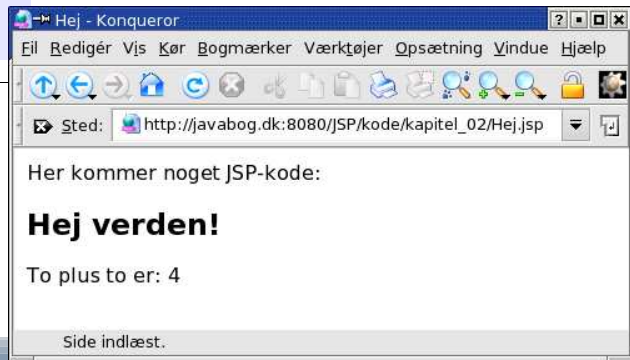 Hej - Konqueror
Fil Redigér Vis Kør Bogmærker Værktøjer Opsætning Vindue Hjælp
Sted: http://javabog.dk:8080/JSP/kode/kapitel_02/Hej.jsp
Her kommer noget JSP-kode:
Hej verden!
To plus to er: 4
Side indlæst.